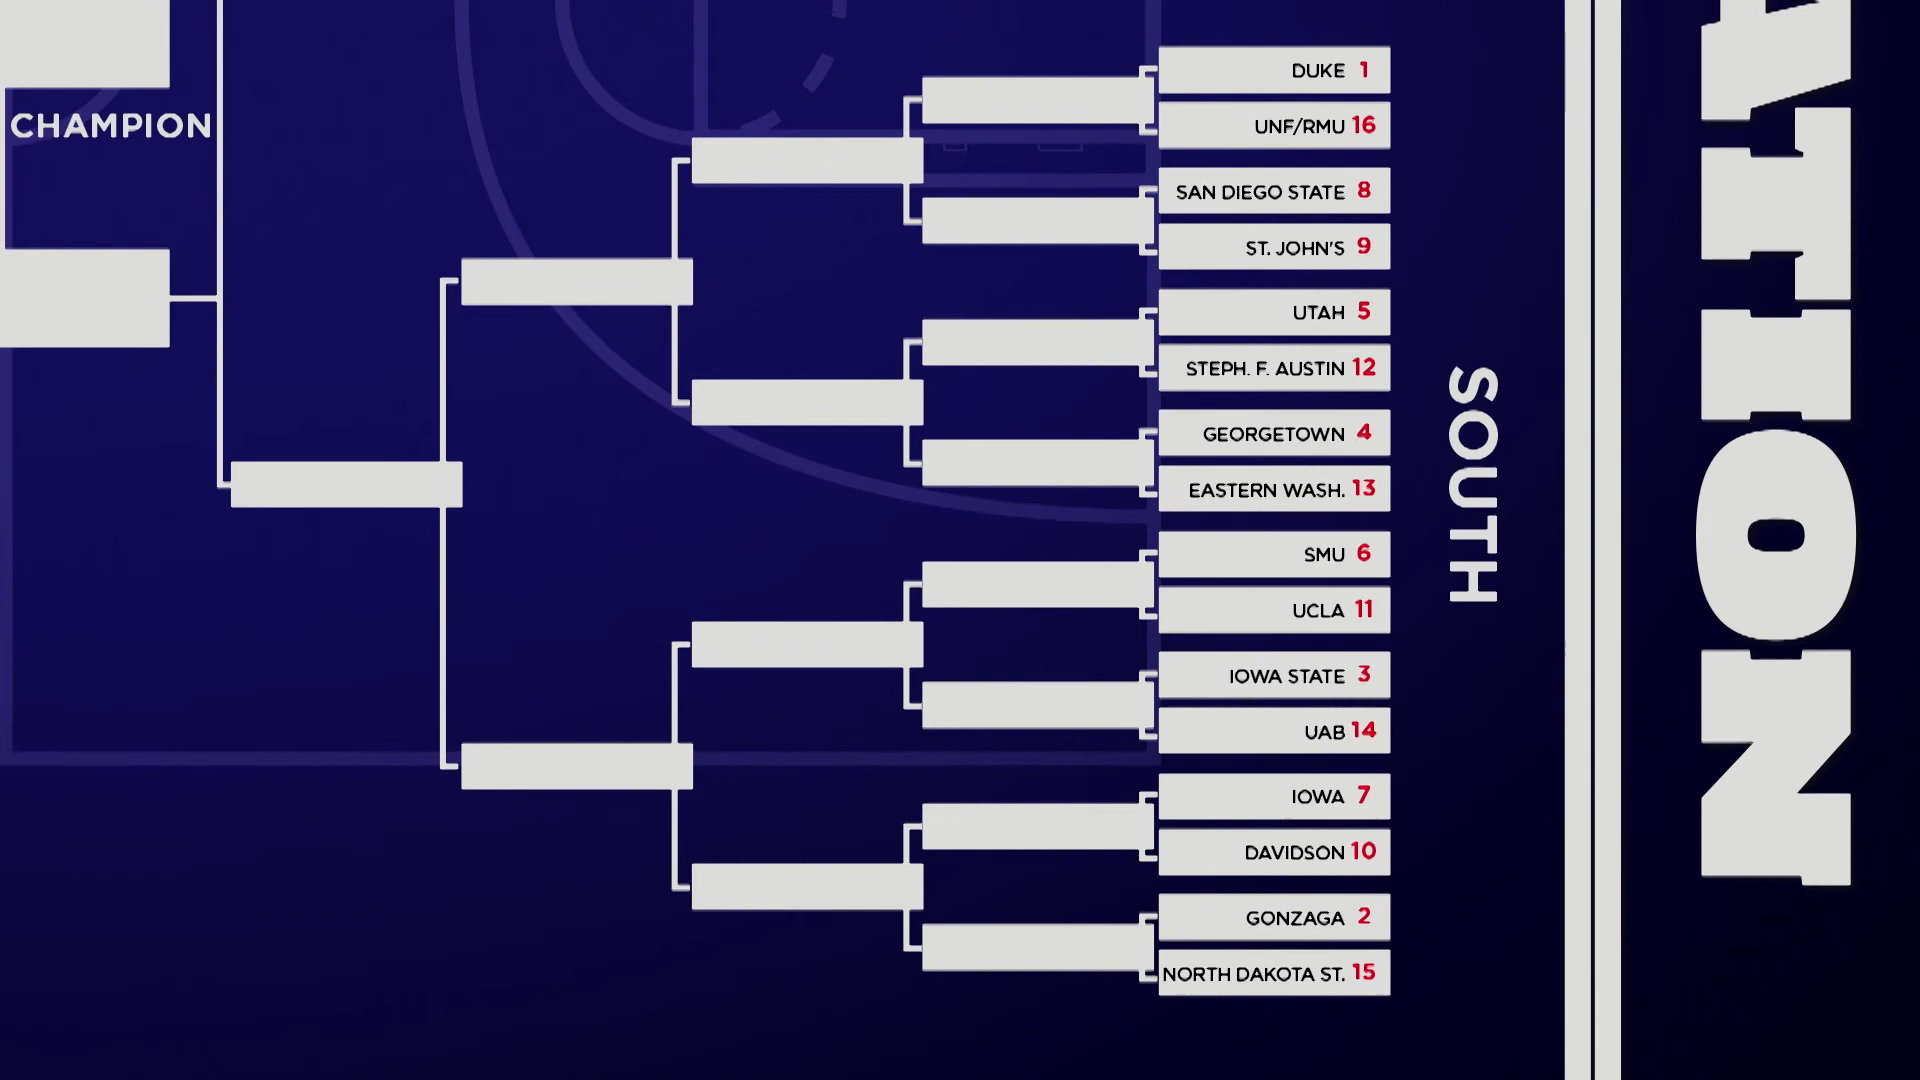 CHAMPION
DUKE 1
UNF/RMU 16
SAN DIEGO STATE 8
ST. JOHN'S 9
UTAH 5
STEPH. F. AUSTIN 12
GEORGETOWN 4
EASTERN WASH. 13
SMU 6
UCLA 11
IOWA STATE 3
UAB 14
IOWA 7
DAVIDSON 10
GONZAGA 2
NORTH DAKOTA ST. 15
SOUTH
ATION